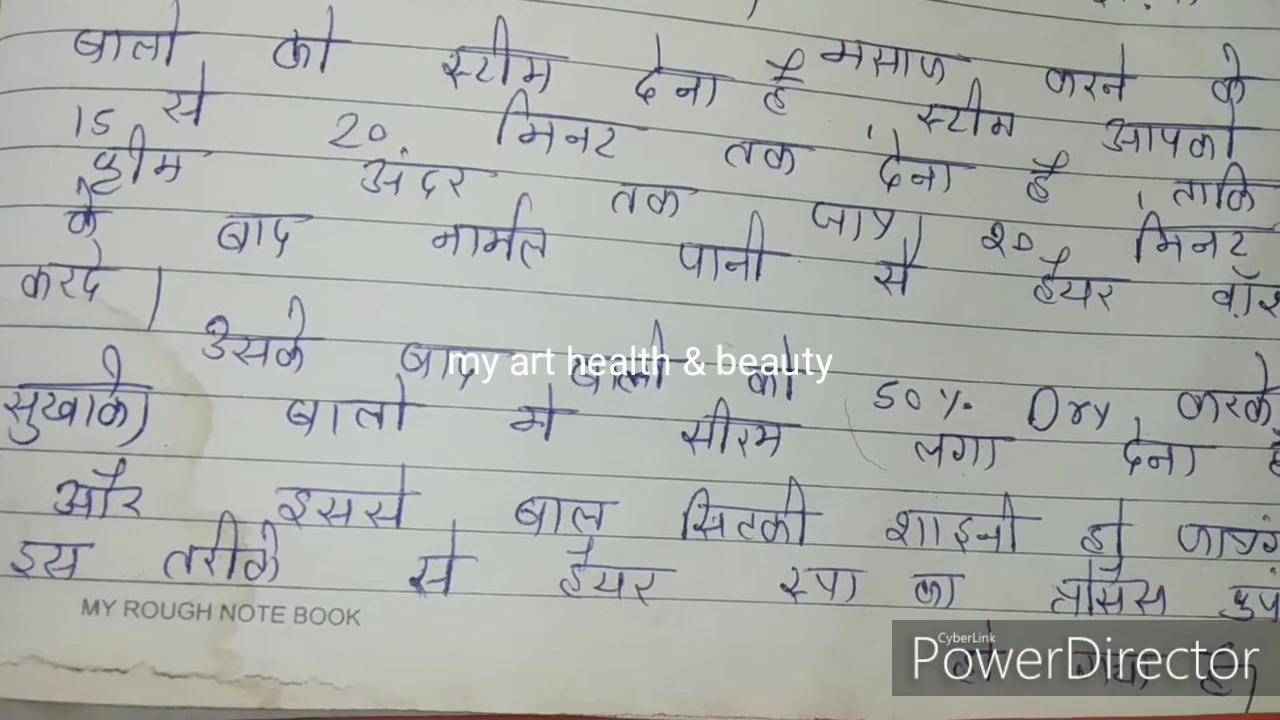 बालो को स्टीम देना है मसाज करने के
15 से 20 मिनट तक देना है स्टीम आपको
क्रीम अंदर तक जाए। ताकि
के बाद नार्मल पानी से हैयर वॉश 20 मिनट
करदे।
उसके बाद बालो को 50% Dry करके
सुखाके बालो मे सीरम लगा देना है
और इससे बाल सिल्की शाइनी हो
इस तरीके से हैयर स्पा का
हो गया है।
my art health & beauty
MY ROUGH NOTE BOOK
CyberLink
PowerDirector